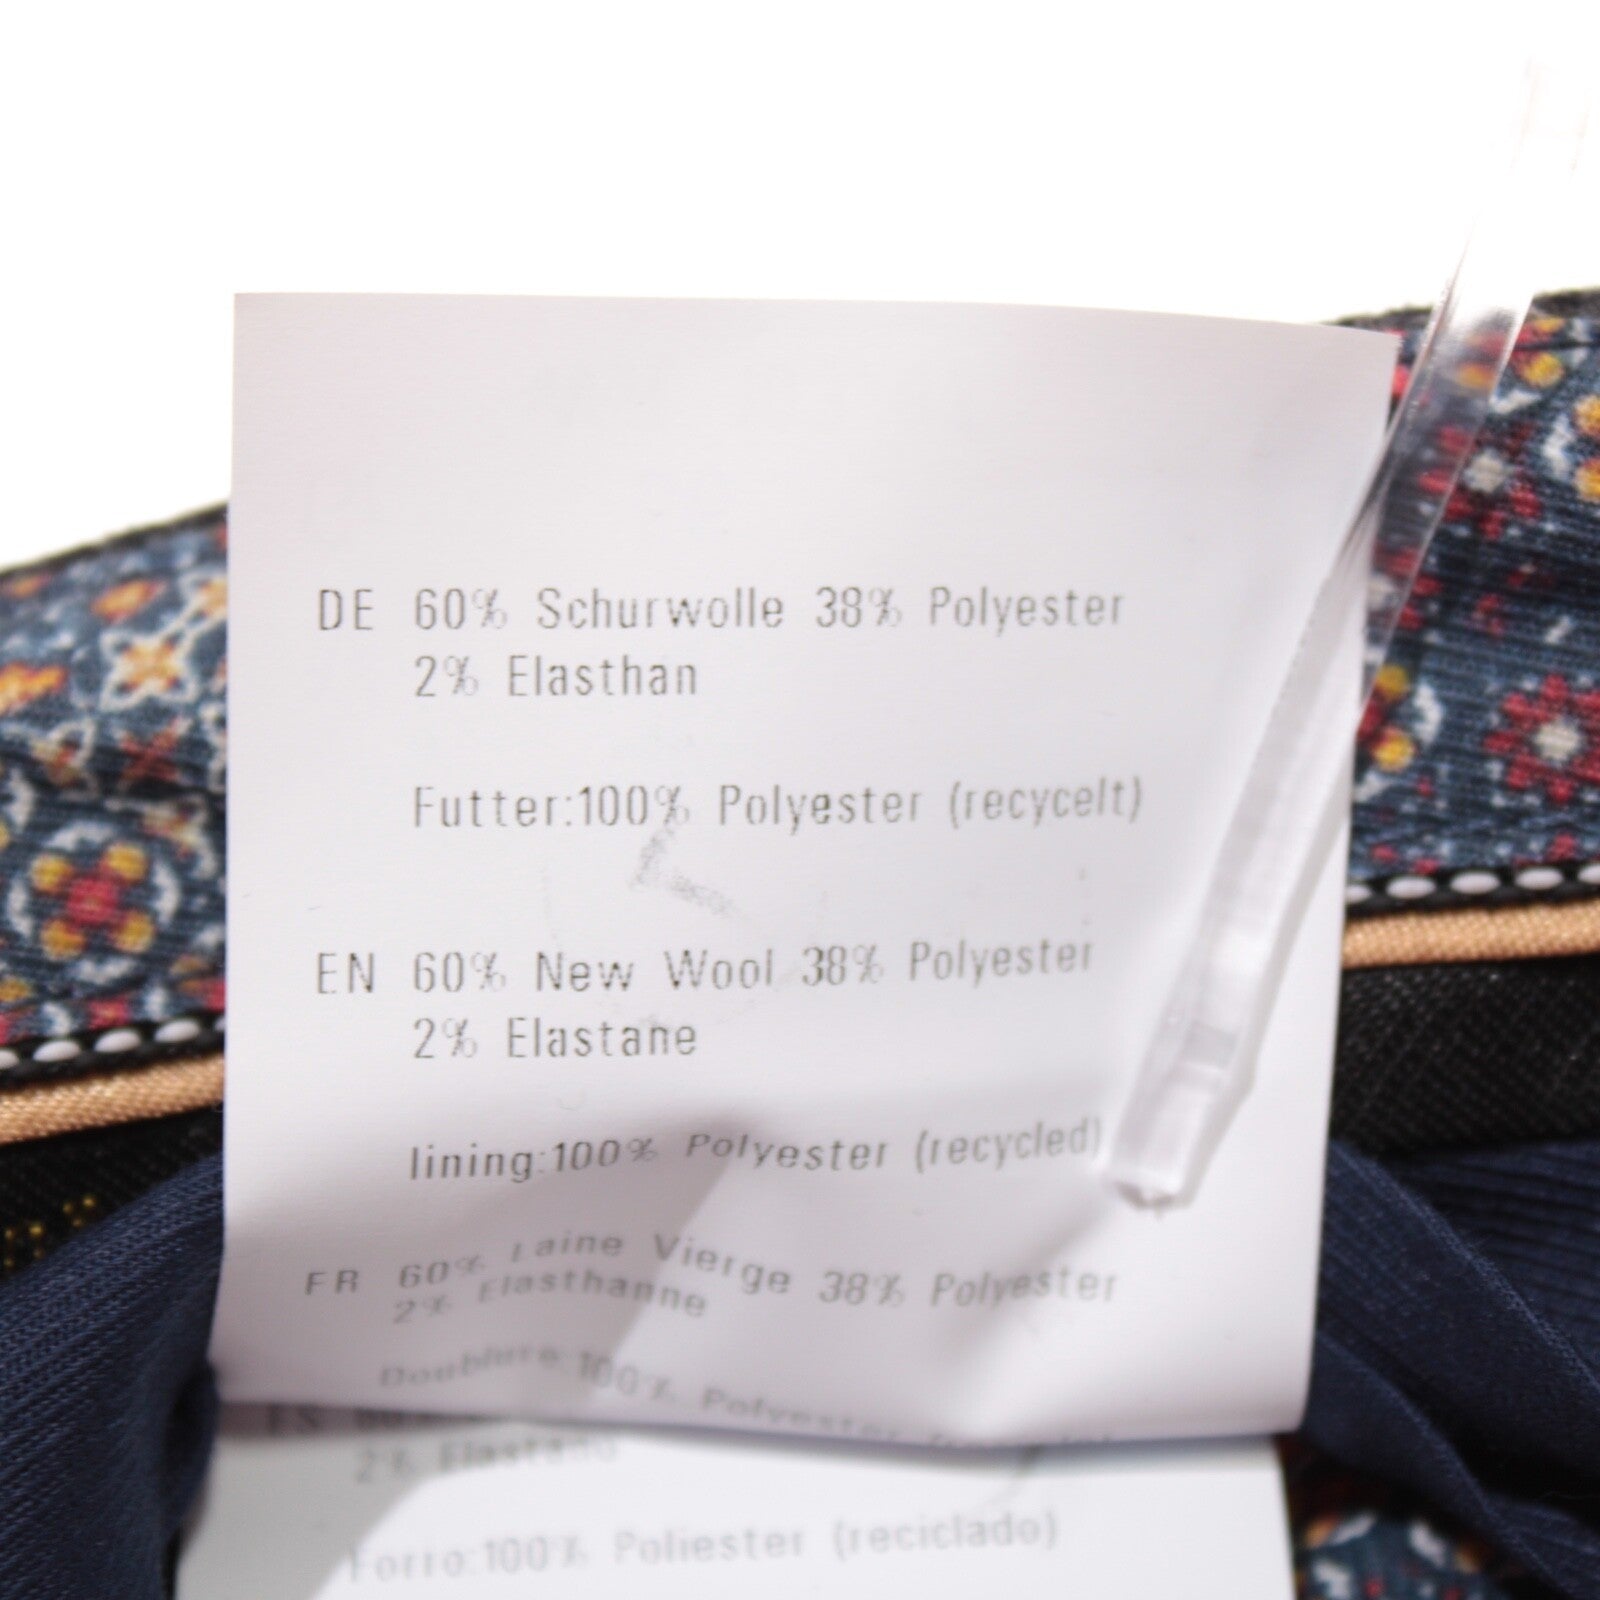 DE 60% Schurwolle 38% Polyester
2% Elasthan
Futter:100% Polyester (recycelt)
EN 60% New Wool 38% Polyester
2% Elastane
lining:100% Polyester (recycled)
FR 60% Laine Vierge 38% Polyester
2% Elasthanne
Doublure:100% Polyester
2% Elastano
Forro:100% Poliester (reciclado)